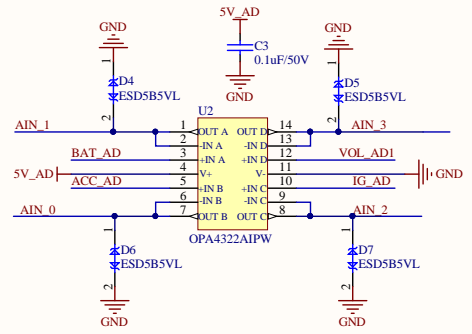 5V_AD
GND
C3
GND
0.1uF/50V
1
D4
ESD5B5VL
2
GND
1
D5
ESD5B5VL
2
U2
AIN_1
1 OUT A OUT D 14
AIN_3
2 -IN A -IN D 13
BAT_AD
3 +IN A +IN D 12
VOL_AD1
5V_AD
4 V+ V- 11
GND
ACC_AD
5 +IN B +IN C 10
IG_AD
6 -IN B -IN C 9
AIN_0
7 OUT B OUT C 8
AIN_2
OPA4322AIPW
1
D6
ESD5B5VL
2
GND
1
D7
ESD5B5VL
2
GND